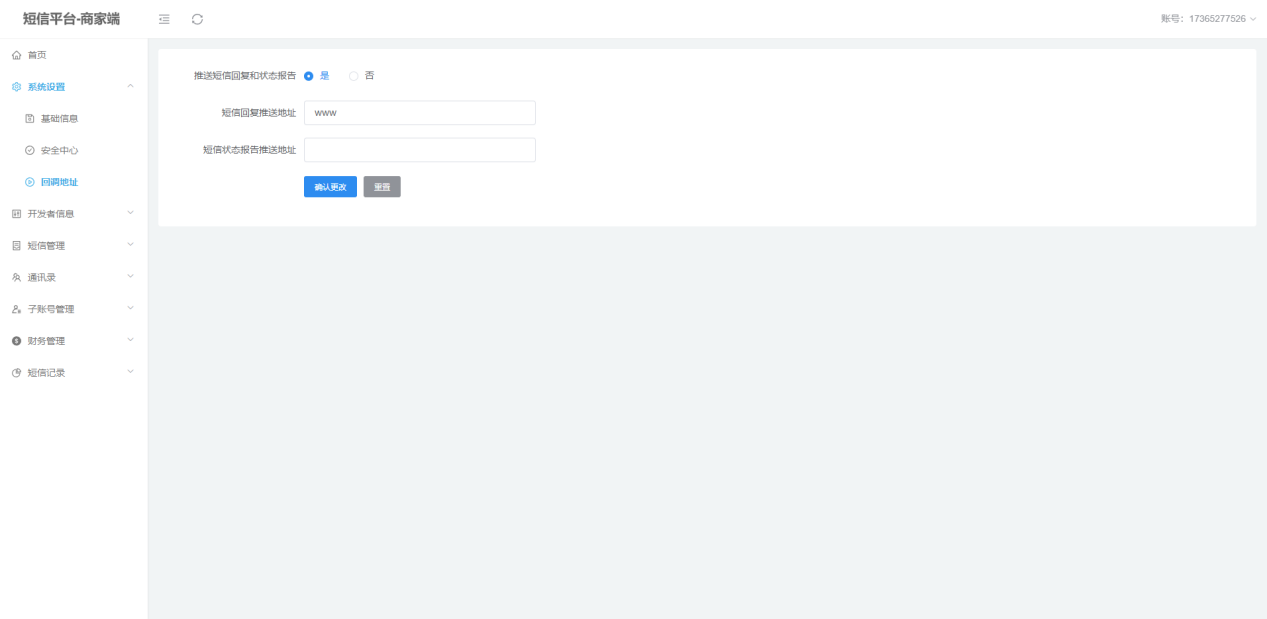 短信平台-商家端
账号：17365277526
首页
系统设置
基础信息
安全中心
回调地址
开发者信息
短信管理
通讯录
子账号管理
财务管理
短信记录
推送短信回复和状态报告 是 否
短信回复推送地址 www
短信状态报告推送地址
确认更改 重置